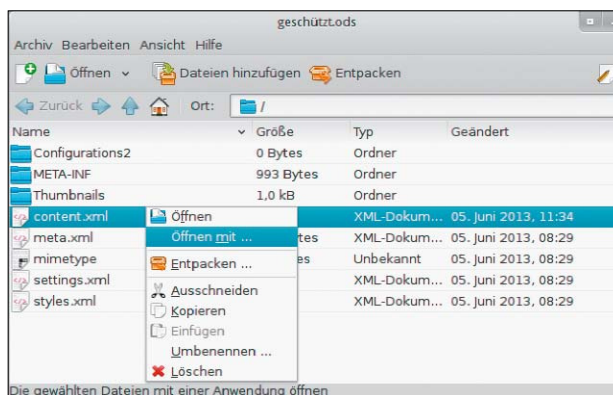 geschützt.ods
Archiv Bearbeiten Ansicht Hilfe
Öffnen Dateien hinzufügen Entpacken
Zurück Ort: /
Name Größe Typ Geändert
Configurations2 0 Bytes Ordner
META-INF 993 Bytes Ordner
Thumbnails 1,0 kB Ordner
content.xml Öffnen XML-Dokum... 05. Juni 2013, 11:34
meta.xml Öffnen mit ... XML-Dokum... 05. Juni 2013, 08:29
mimetype Entpacken ... Unbekannt 05. Juni 2013, 08:29
settings.xml Ausschneiden XML-Dokum... 05. Juni 2013, 08:29
styles.xml Kopieren XML-Dokum... 05. Juni 2013, 08:29
Einfügen
Umbenennen ...
Löschen
Die gewählten Dateien mit einer Anwendung öffnen